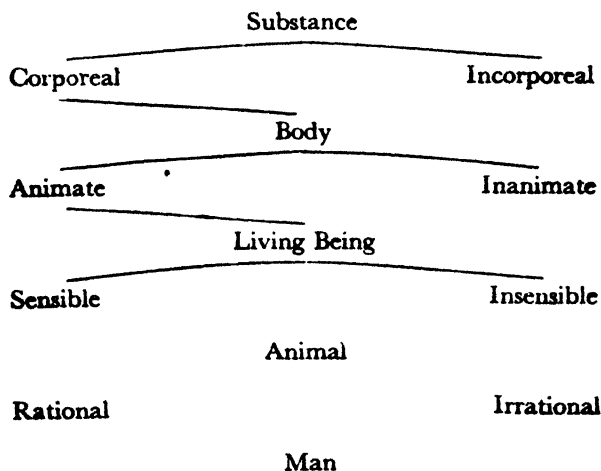 Substance
Corporeal Incorporeal
Body
Animate Inanimate
Living Being
Sensible Insensible
Animal
Rational Irrational
Man